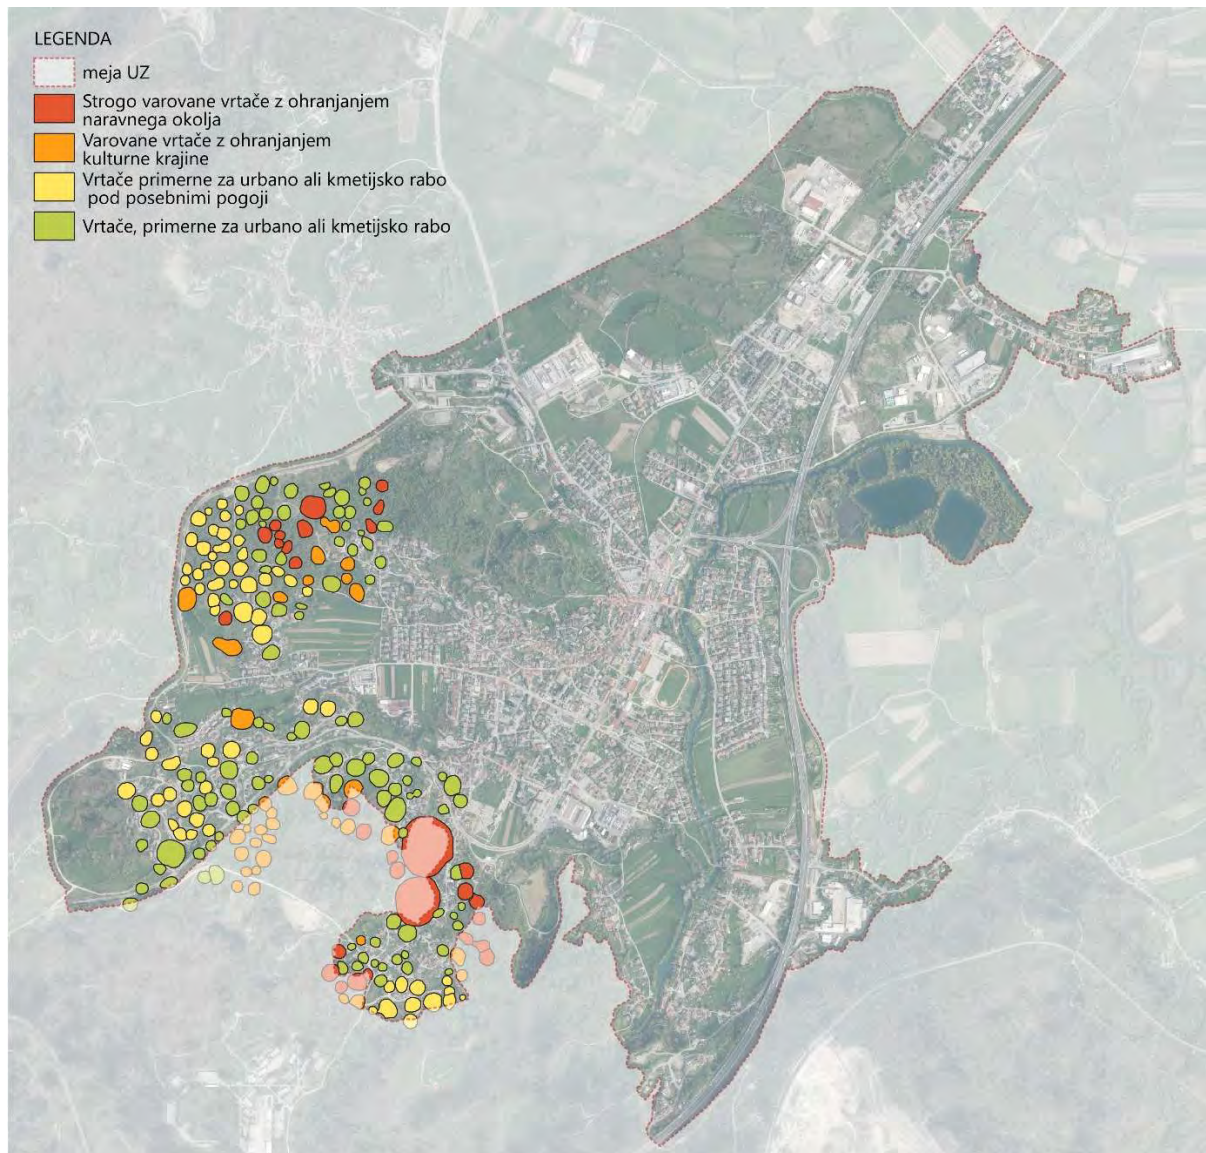 LEGENDA
meja UZ
Strogo varovane vrtače z ohranjanjem
naravnega okolja
Varovane vrtače z ohranjanjem
kulturne krajine
Vrtače primerne za urbano ali kmetijsko rabo
pod posebnimi pogoji
Vrtače, primerne za urbano ali kmetijsko rabo